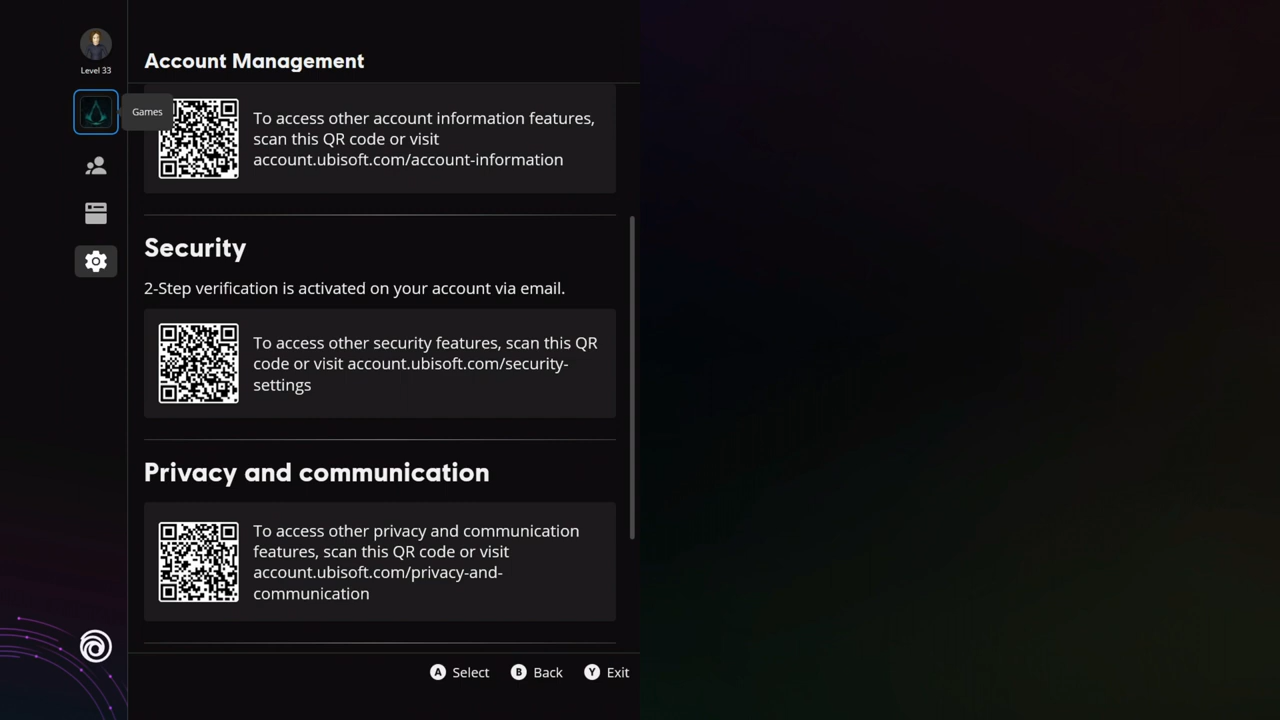 Level 33
Games
Account Management
To access other account information features,
scan this QR code or visit
account.ubisoft.com/account-information
Security
2-Step verification is activated on your account via email.
To access other security features, scan this QR
code or visit account.ubisoft.com/security-
settings
Privacy and communication
To access other privacy and communication
features, scan this QR code or visit
account.ubisoft.com/privacy-and-
communication
A Select B Back Y Exit